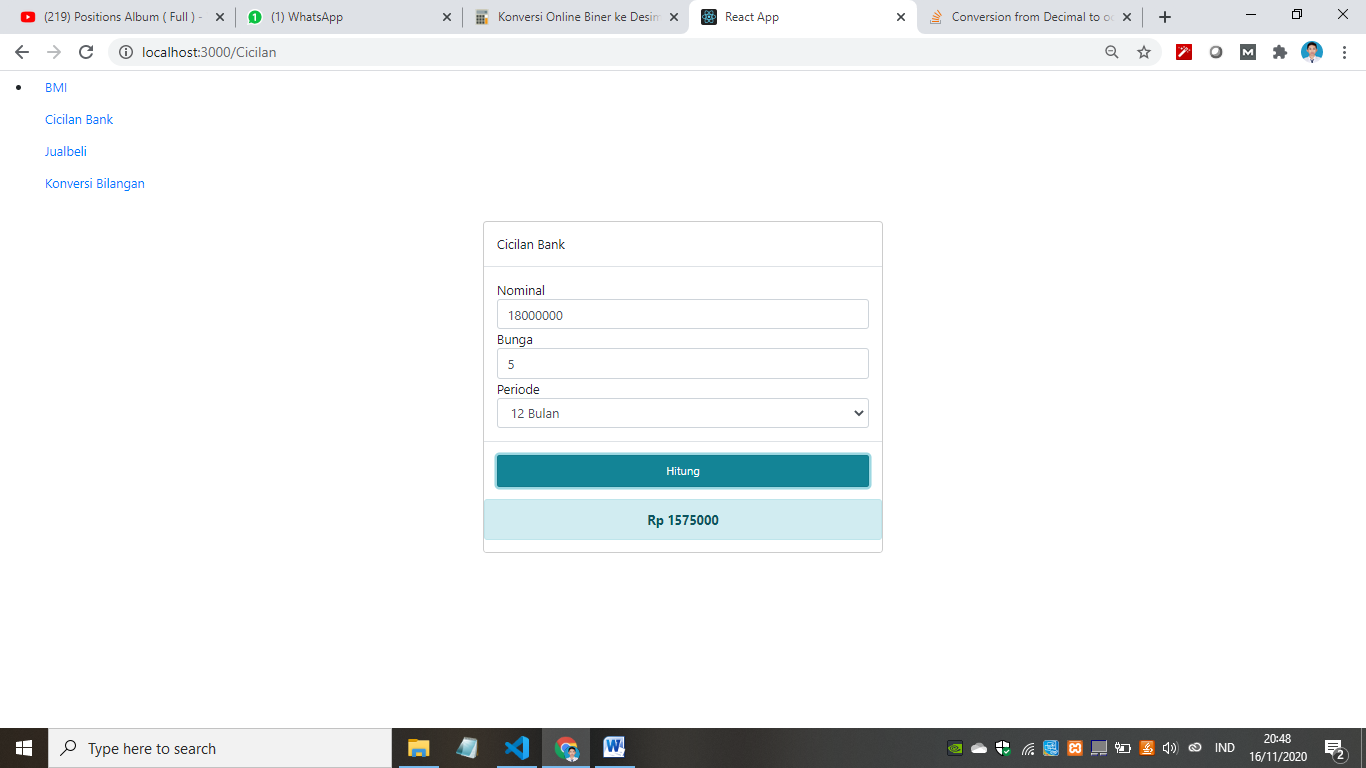 (219) Positions Album ( Full ) -
(1) WhatsApp
Konversi Online Biner ke Desim
React App
Conversion from Decimal to oc
localhost:3000/Cicilan
BMI
Cicilan Bank
Jualbeli
Konversi Bilangan
Cicilan Bank
Nominal
18000000
Bunga
5
Periode
12 Bulan
Hitung
Rp 1575000
Type here to search
IND
20:48
16/11/2020
2